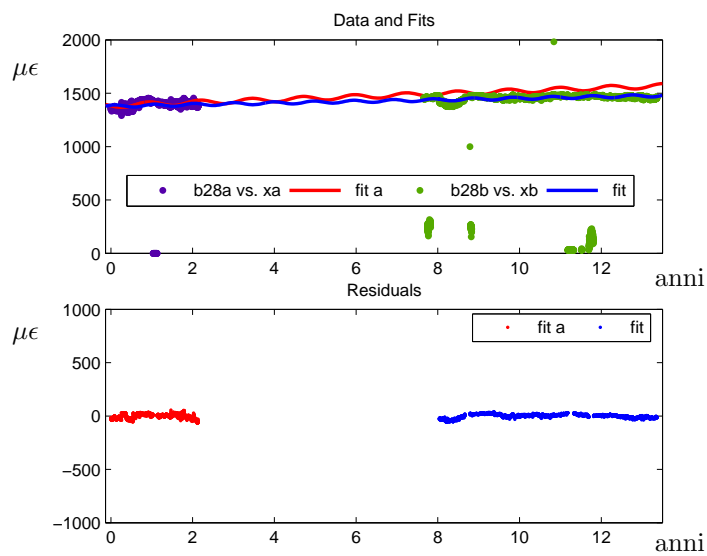 Data and Fits
με
2000
1500
1000
500
0
b28a vs. xa fit a b28b vs. xb fit
0 2 4 6 8 10 12
anni
Residuals
με
1000
500
0
−500
−1000
fit a fit
0 2 4 6 8 10 12
anni